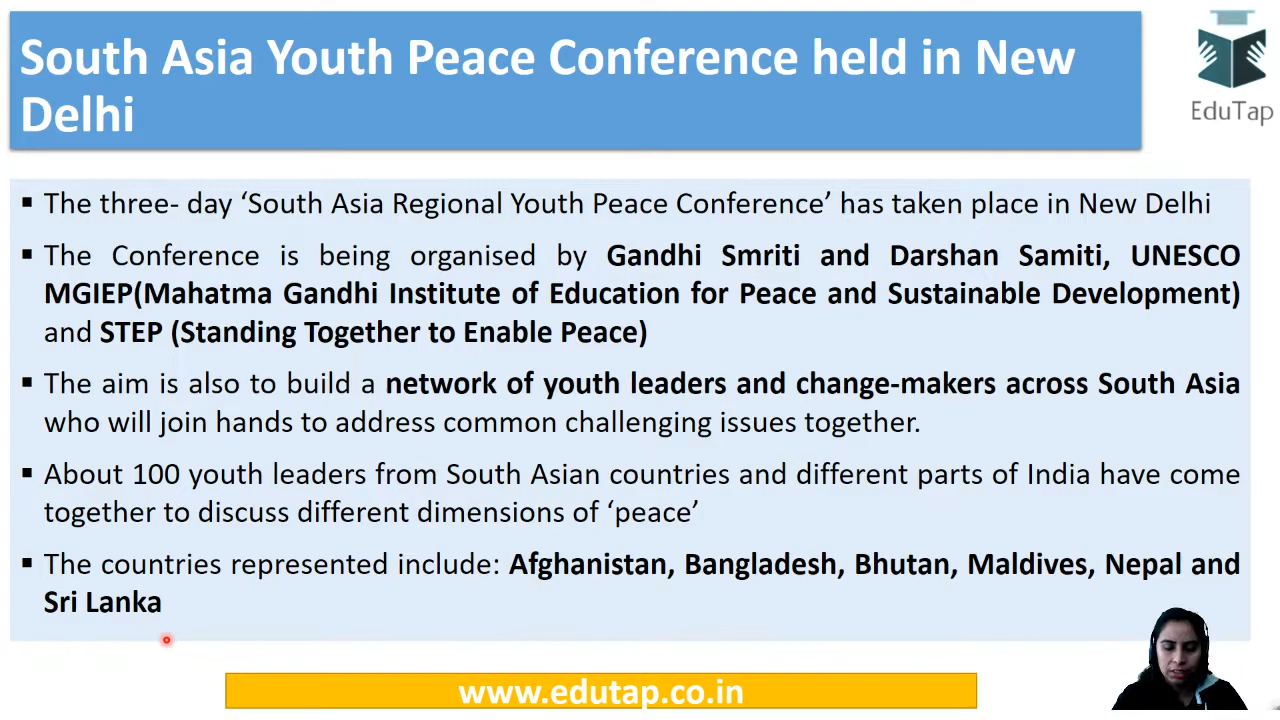 South Asia Youth Peace Conference held in New
Delhi
EduTap
▪ The three- day ‘South Asia Regional Youth Peace Conference’ has taken place in New Delhi
▪ The Conference is being organised by Gandhi Smriti and Darshan Samiti, UNESCO
MGIEP(Mahatma Gandhi Institute of Education for Peace and Sustainable Development)
and STEP (Standing Together to Enable Peace)
▪ The aim is also to build a network of youth leaders and change-makers across South Asia
who will join hands to address common challenging issues together.
▪ About 100 youth leaders from South Asian countries and different parts of India have come
together to discuss different dimensions of ‘peace’
▪ The countries represented include: Afghanistan, Bangladesh, Bhutan, Maldives, Nepal and
Sri Lanka
www.edutap.co.in